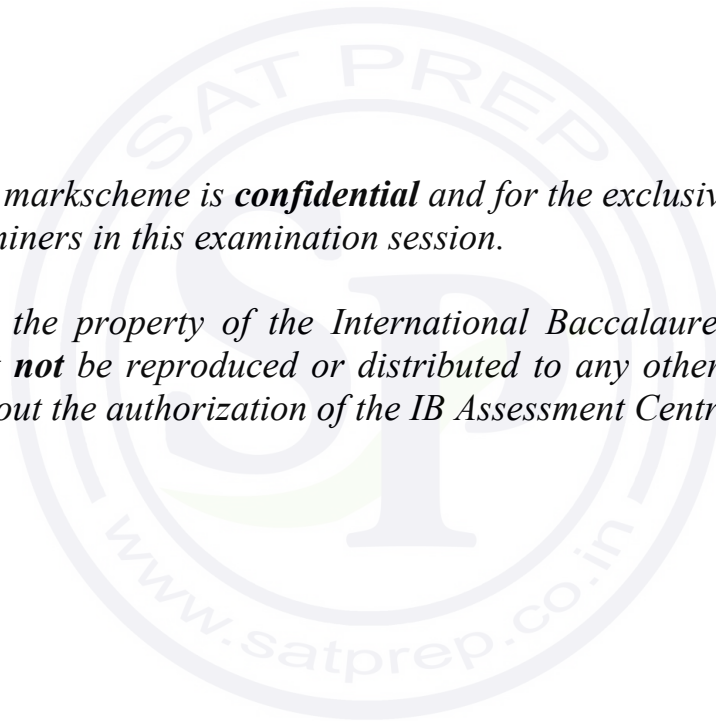 SAT PREP
markscheme is confidential and for the exclusiv
niners in this examination session.
the property of the International Baccalaure
not be reproduced or distributed to any other
out the authorization of the IB Assessment Centr
SP
www.satprep.co.in